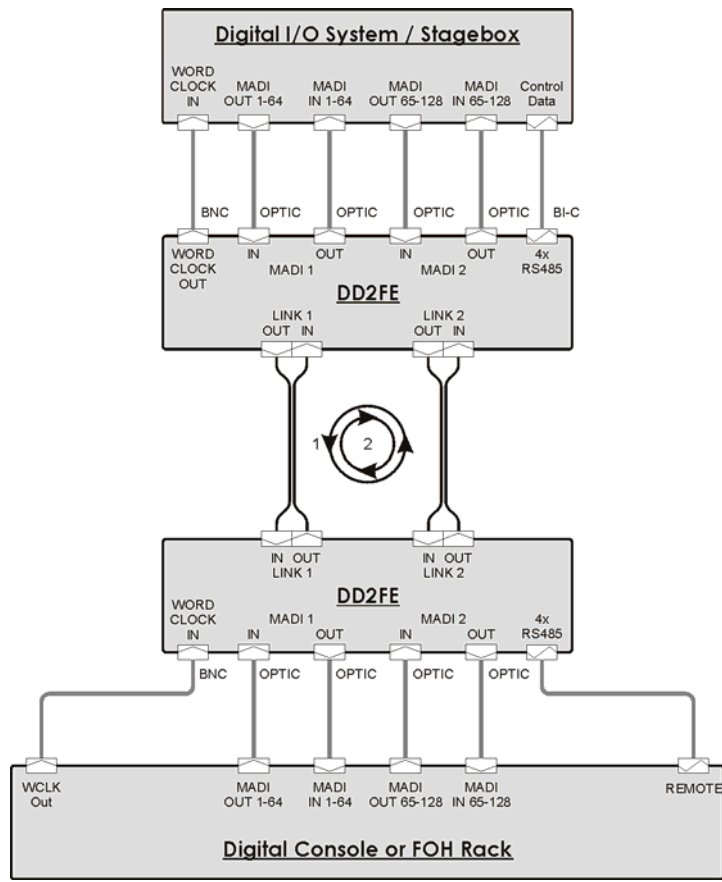 Digital I/O System / Stagebox
WORD CLOCK IN
MADI OUT 1-64
MADI IN 1-64
MADI OUT 65-128
MADI IN 65-128
Control Data
BNC OPTIC OPTIC OPTIC OPTIC BI-C
WORD CLOCK OUT
IN OUT IN OUT 4x RS485
MADI 1 MADI 2
DD2FE
LINK 1 LINK 2
OUT IN OUT IN
1 2
IN OUT IN OUT
LINK 1 LINK 2
DD2FE
WORD CLOCK IN
MADI 1 MADI 2
IN OUT IN OUT 4x RS485
BNC OPTIC OPTIC OPTIC OPTIC
WCLK Out
MADI OUT 1-64
MADI IN 1-64
MADI OUT 65-128
MADI IN 65-128
REMOTE
Digital Console or FOH Rack